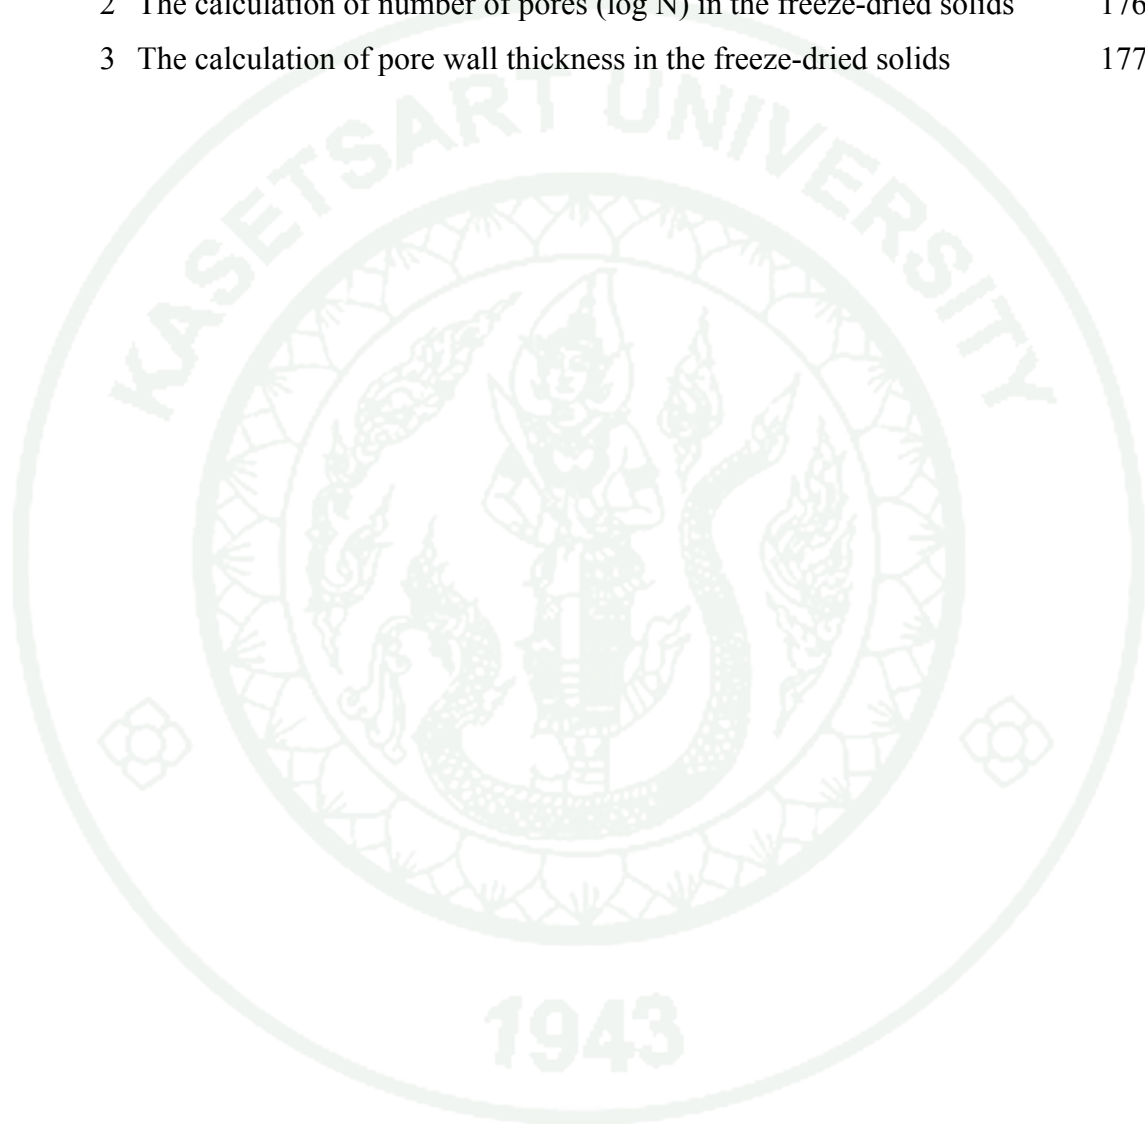 2 The calculation of number of pores (log N) in the freeze-dried solids 176
3 The calculation of pore wall thickness in the freeze-dried solids 177
KASETSART UNIVERSITY
1943